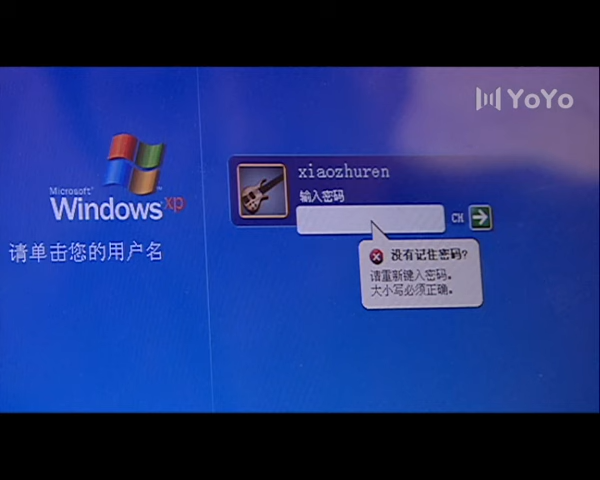 YoYo
Microsoft
Windows xp
请单击您的用户名
xiaozhuren
输入密码
CH
没有记住密码?
请重新键入密码。
大小写必须正确。